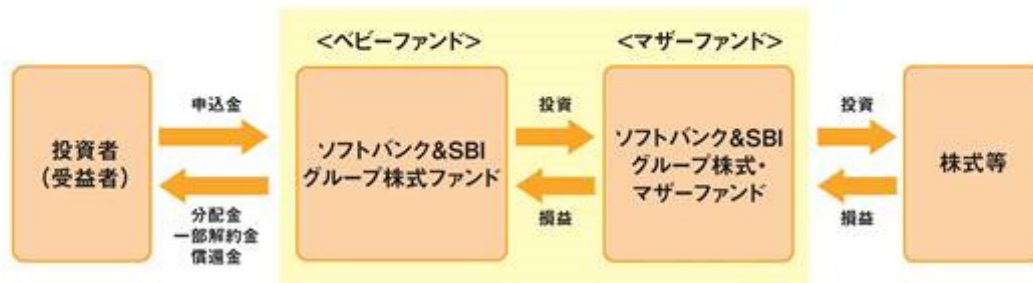 <ベビーファンド>
<マザーファンド>
投資者
(受益者)
申込金
分配金
一部解約金
償還金
ソフトバンク&SBI
グループ株式ファンド
投資
損益
ソフトバンク&SBI
グループ株式・
マザーファンド
投資
損益
株式等